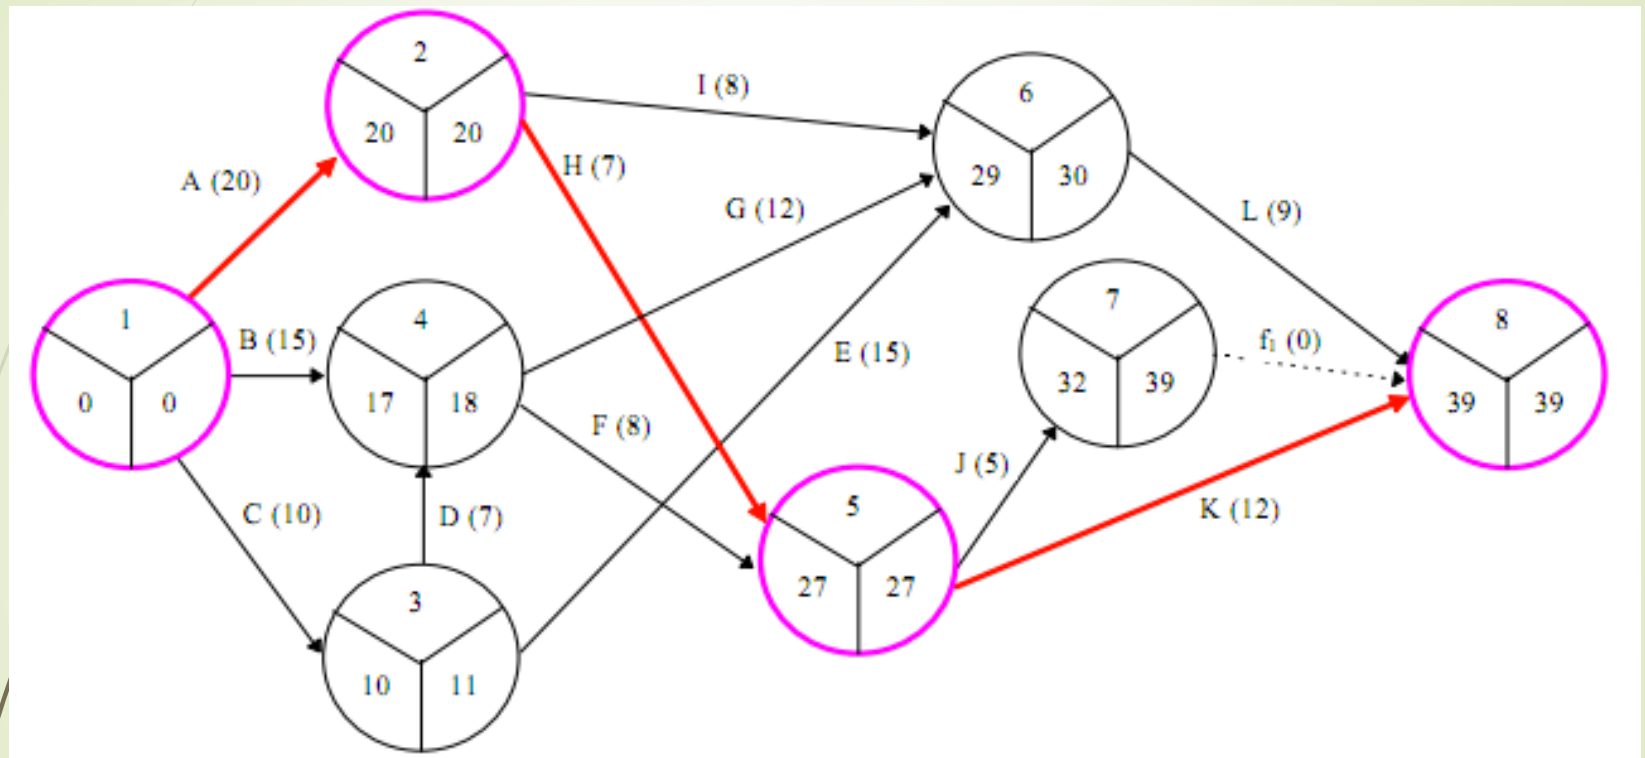 2
20 20
I (8)
6
29 30
H (7)
A (20)
G (12)
L (9)
1
0 0
B (15)
4
17 18
E (15)
7
32 39
f₁ (0)
8
39 39
F (8)
J (5)
C (10)
D (7)
5
27 27
K (12)
3
10 11